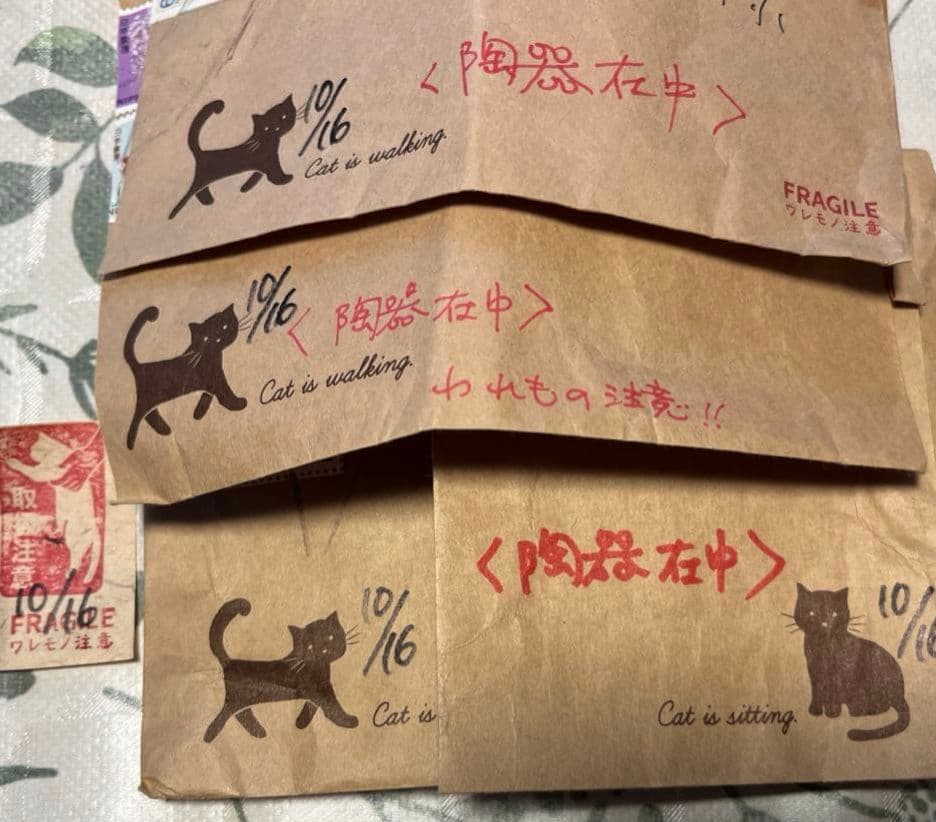 <陶器在中>
10/16
Cat is walking.
FRAGILE
ワレモノ注意
10/16
<陶器在中>
Cat is walking.
われもの注意!!
取
注意
10/16
FRAGILE
ワレモノ注意
<陶器在中>
10/16
Cat is
10/16
Cat is sitting.